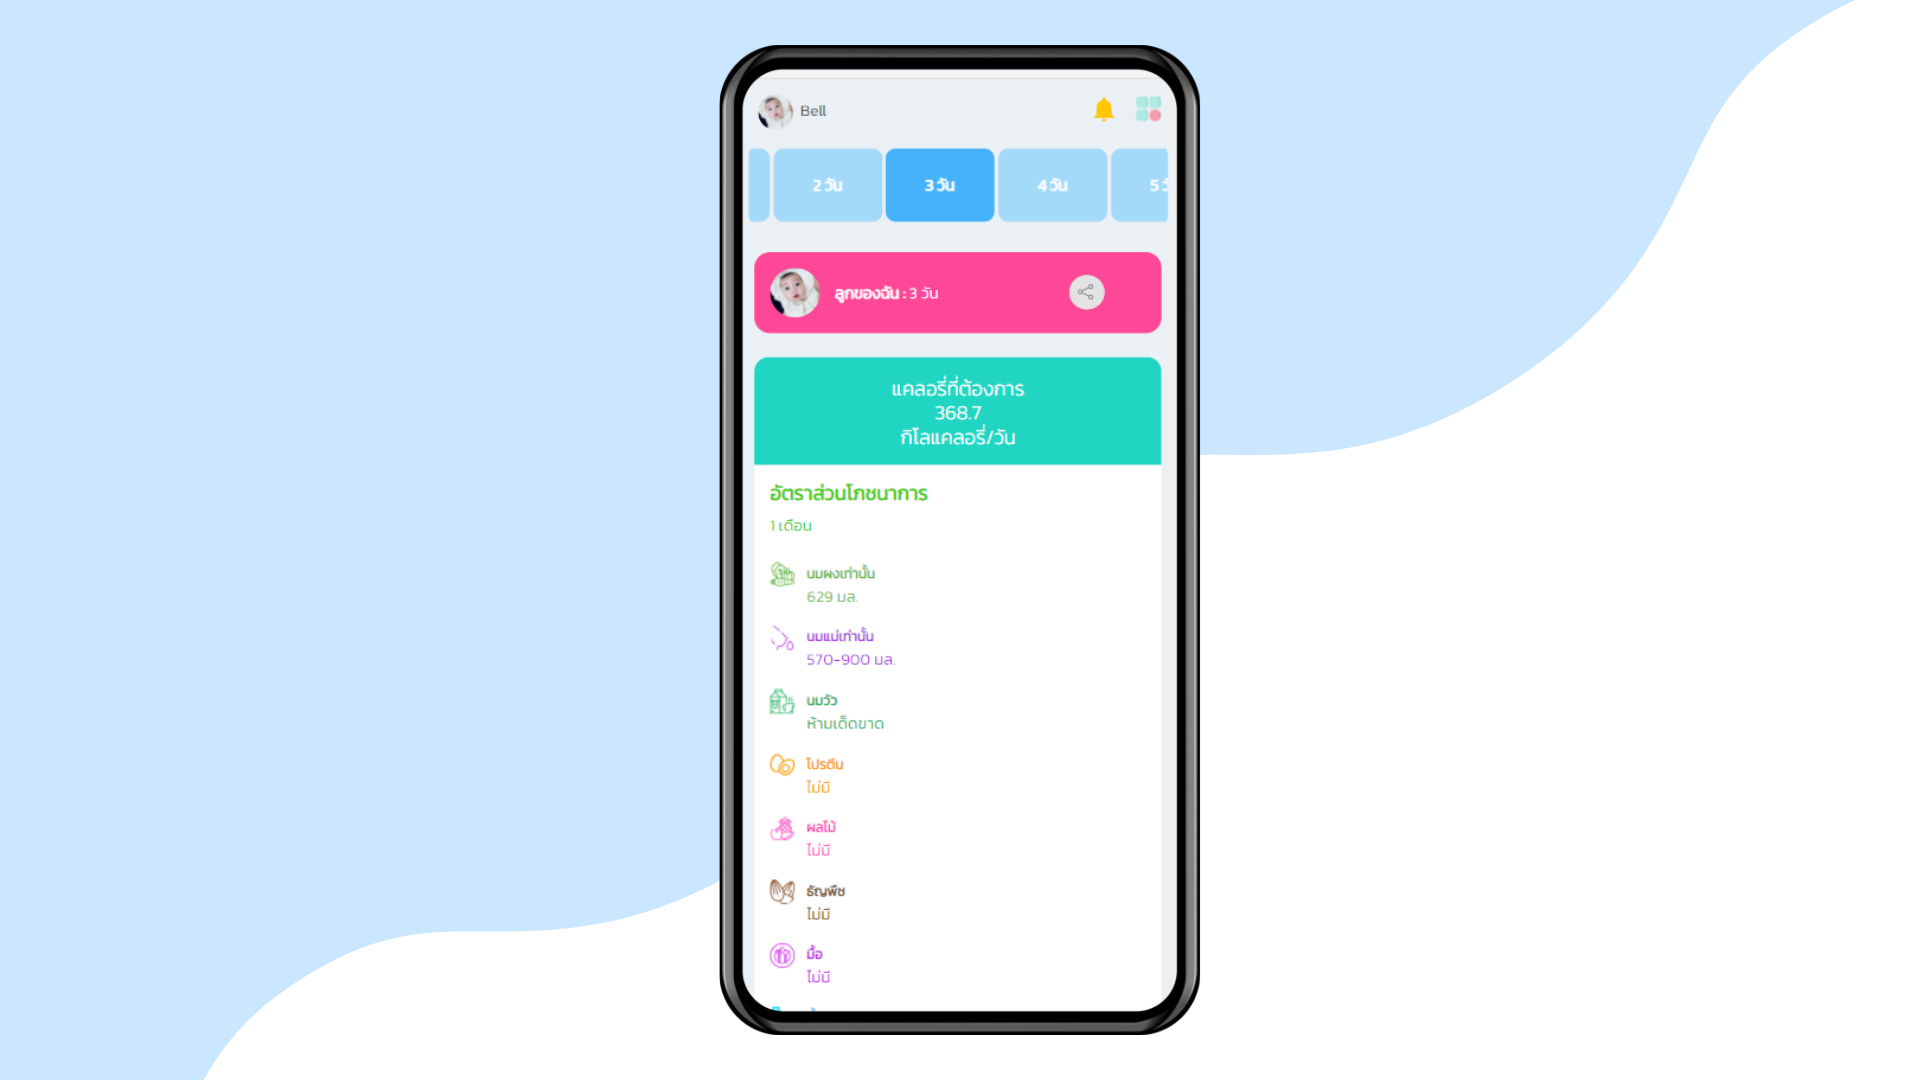 Bell
2 วัน
3 วัน
4 วัน
5 วั
ลูกของฉัน : 3 วัน
แคลอรี่ที่ต้องการ
368.7
กิโลแคลอรี่/วัน
อัตราส่วนโภชนาการ
1 เดือน
นมผงเท่านั้น
629 มล.
นมแม่เท่านั้น
570-900 มล.
นมวัว
ห้ามเด็ดขาด
โปรตีน
ไม่มี
ผลไม้
ไม่มี
ธัญพืช
ไม่มี
มื้อ
ไม่มี